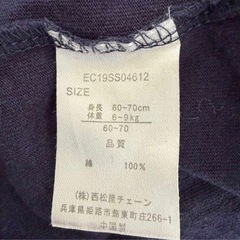 EC19SS04612
SIZE
身長 60-70cm
体重 6-9kg
60-70
品質
綿 100%
(株)西松屋チェーン
兵庫県姫路市飾東町庄266-1
中国製